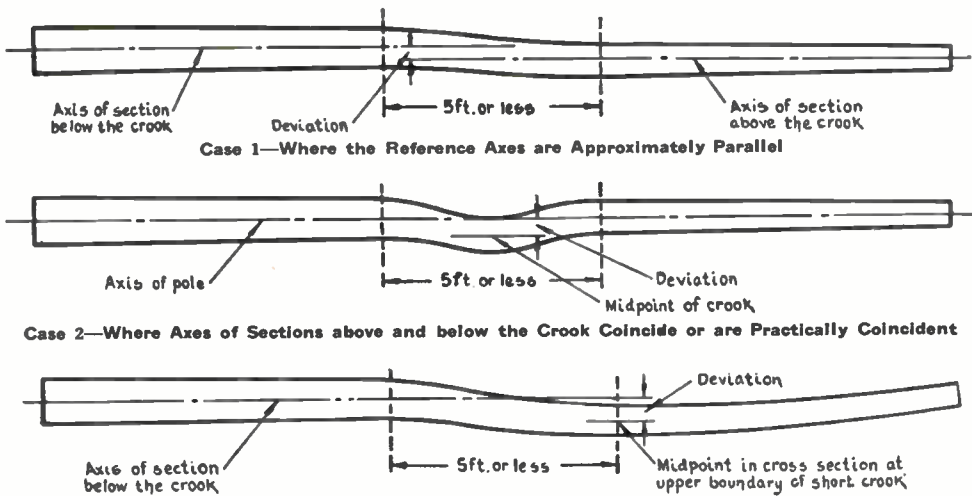 Axis of section
below the crook
Deviation
5ft. or less
Axis of section
above the crook
Case 1—Where the Reference Axes are Approximately Parallel
Axis of pole
5ft. or less
Deviation
Midpoint of crook
Case 2—Where Axes of Sections above and below the Crook Coincide or are Practically Coincident
Deviation
Axis of section
below the crook
5ft. or less
Midpoint in cross section at
upper boundary of short crook